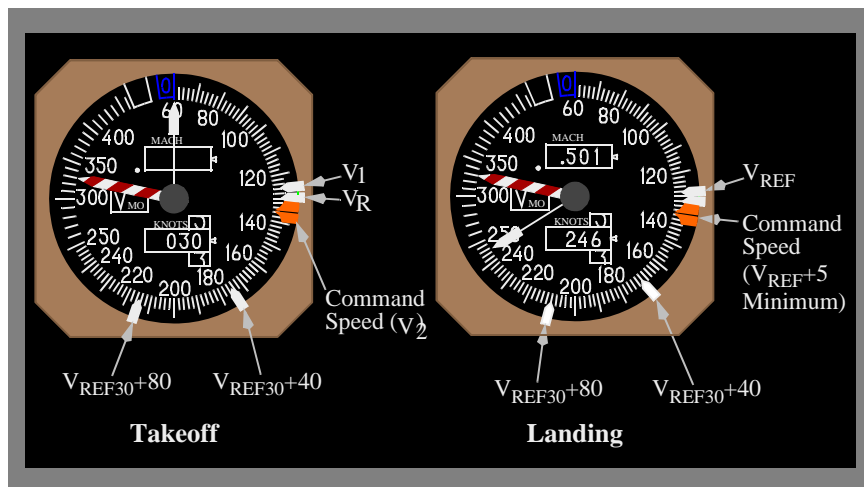 0
60
80
100
120
140
160
180
200
220
240
250
300
350
400
MACH
VMO
KNOTS
030
V1
VR
Command
Speed (V2)
VREF30+80
VREF30+40
Takeoff
0
60
80
100
120
140
160
180
200
220
240
250
300
350
400
MACH
.501
VMO
KNOTS
246
VREF
Command
Speed
(VREF+5
Minimum)
VREF30+80
VREF30+40
Landing